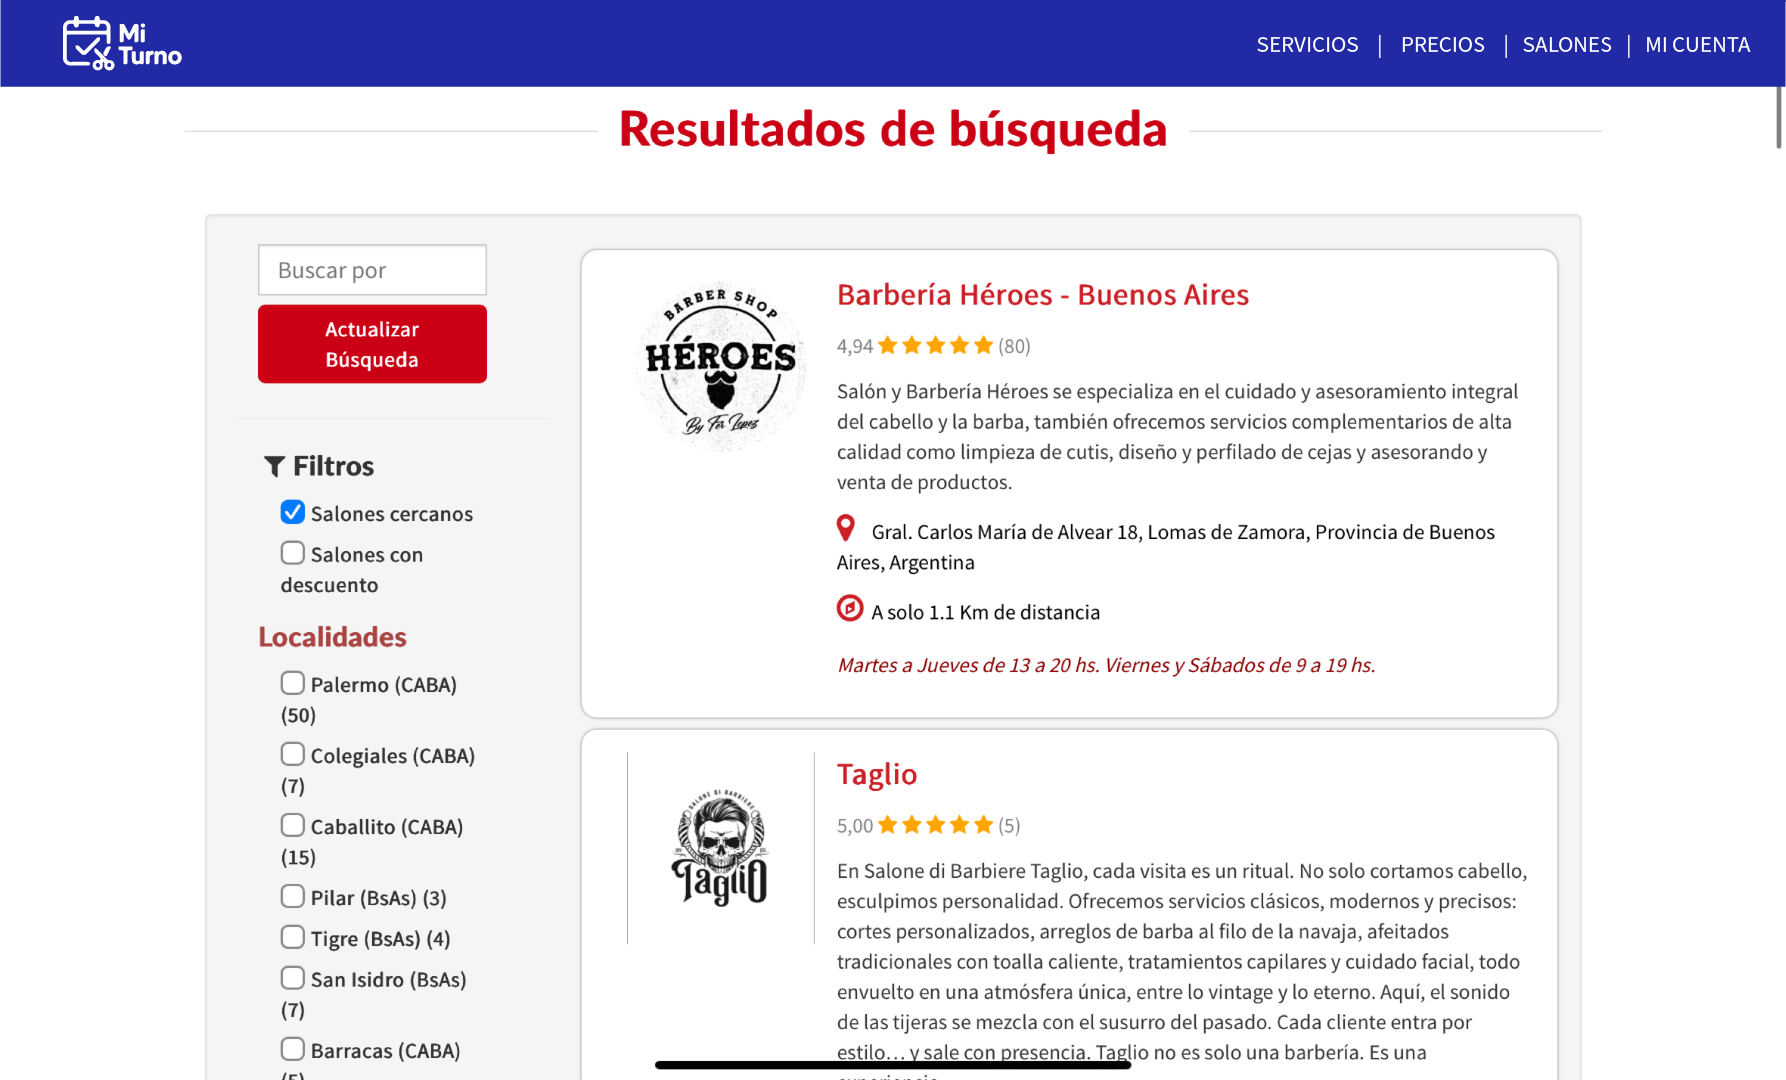 Mi
Turno
SERVICIOS | PRECIOS | SALONES | MI CUENTA
Resultados de búsqueda
Buscar por
Actualizar
Búsqueda
Filtros
Salones cercanos
Salones con
descuento
Localidades
Palermo (CABA)
(50)
Colegiales (CABA)
(7)
Caballito (CABA)
(15)
Pilar (BsAs) (3)
Tigre (BsAs) (4)
San Isidro (BsAs)
(7)
Barracas (CABA)
(5)
BARBER SHOP
HÉROES
By Fer Lopez
Barbería Héroes - Buenos Aires
4,94 (80)
Salón y Barbería Héroes se especializa en el cuidado y asesoramiento integral
del cabello y la barba, también ofrecemos servicios complementarios de alta
calidad como limpieza de cutis, diseño y perfilado de cejas y asesorando y
venta de productos.
Gral. Carlos María de Alvear 18, Lomas de Zamora, Provincia de Buenos
Aires, Argentina
A solo 1.1 Km de distancia
Martes a Jueves de 13 a 20 hs. Viernes y Sábados de 9 a 19 hs.
SALONE DI BARBIERE
Taglio
Taglio
5,00 (5)
En Salone di Barbiere Taglio, cada visita es un ritual. No solo cortamos cabello,
esculpimos personalidad. Ofrecemos servicios clásicos, modernos y precisos:
cortes personalizados, arreglos de barba al filo de la navaja, afeitados
tradicionales con toalla caliente, tratamientos capilares y cuidado facial, todo
envuelto en una atmósfera única, entre lo vintage y lo eterno. Aquí, el sonido
de las tijeras se mezcla con el susurro del pasado. Cada cliente entra por
estilo… y sale con presencia. Taglio no es solo una barbería. Es una